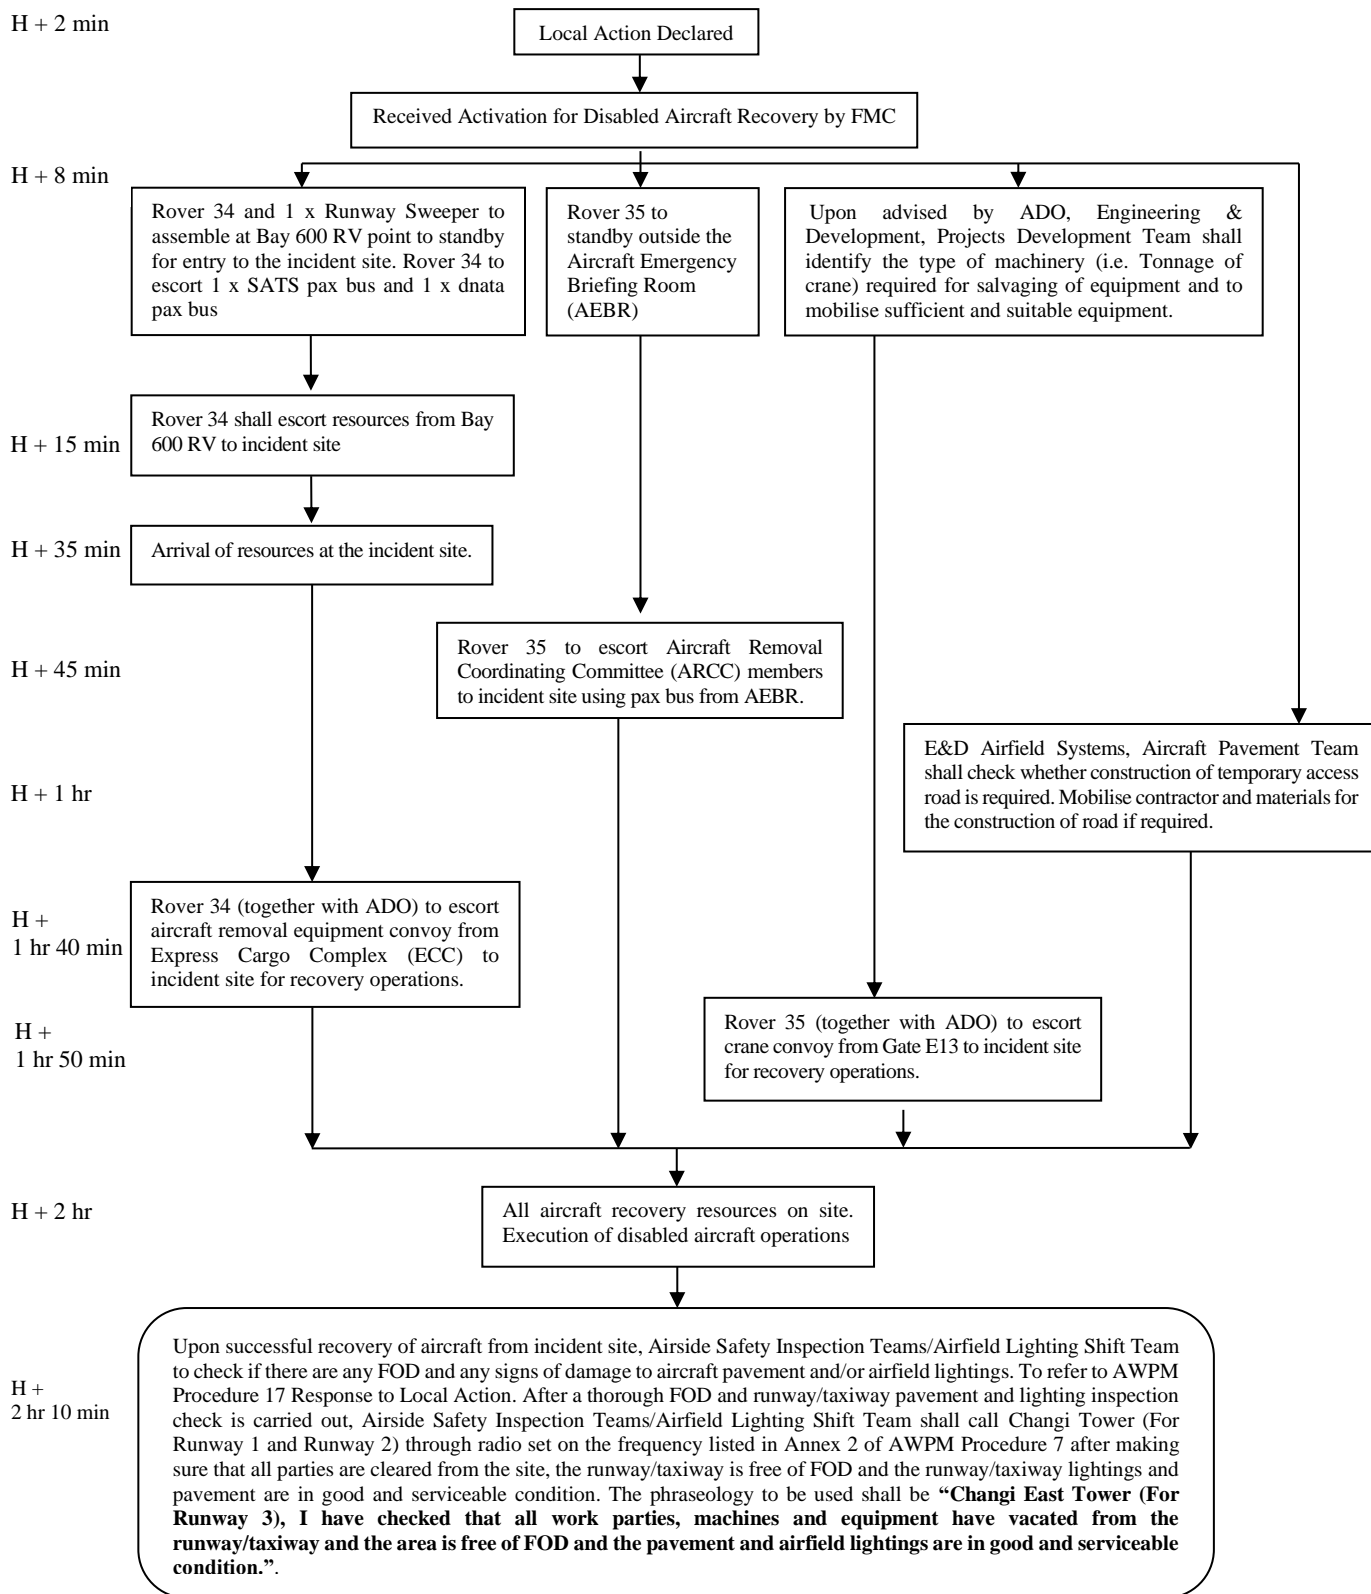 H + 2 min
Local Action Declared
Received Activation for Disabled Aircraft Recovery by FMC
H + 8 min
Rover 34 and 1 x Runway Sweeper to
assemble at Bay 600 RV point to standby
for entry to the incident site. Rover 34 to
escort 1 x SATS pax bus and 1 x dnata
pax bus
Rover 35 to
standby outside the
Aircraft Emergency
Briefing Room
(AEBR)
Upon advised by ADO, Engineering &
Development, Projects Development Team shall
identify the type of machinery (i.e. Tonnage of
crane) required for salvaging of equipment and to
mobilise sufficient and suitable equipment.
H + 15 min
Rover 34 shall escort resources from Bay
600 RV to incident site
H + 35 min
Arrival of resources at the incident site.
H + 45 min
Rover 35 to escort Aircraft Removal
Coordinating Committee (ARCC) members
to incident site using pax bus from AEBR.
H + 1 hr
E&D Airfield Systems, Aircraft Pavement Team
shall check whether construction of temporary access
road is required. Mobilise contractor and materials for
the construction of road if required.
H +
1 hr 40 min
Rover 34 (together with ADO) to escort
aircraft removal equipment convoy from
Express Cargo Complex (ECC) to
incident site for recovery operations.
H +
1 hr 50 min
Rover 35 (together with ADO) to escort
crane convoy from Gate E13 to incident site
for recovery operations.
H + 2 hr
All aircraft recovery resources on site.
Execution of disabled aircraft operations
H +
2 hr 10 min
Upon successful recovery of aircraft from incident site, Airside Safety Inspection Teams/Airfield Lighting Shift Team
to check if there are any FOD and any signs of damage to aircraft pavement and/or airfield lightings. To refer to AWPM
Procedure 17 Response to Local Action. After a thorough FOD and runway/taxiway pavement and lighting inspection
check is carried out, Airside Safety Inspection Teams/Airfield Lighting Shift Team shall call Changi Tower (For
Runway 1 and Runway 2) through radio set on the frequency listed in Annex 2 of AWPM Procedure 7 after making
sure that all parties are cleared from the site, the runway/taxiway is free of FOD and the runway/taxiway lightings and
pavement are in good and serviceable condition. The phraseology to be used shall be “Changi East Tower (For
Runway 3), I have checked that all work parties, machines and equipment have vacated from the
runway/taxiway and the area is free of FOD and the pavement and airfield lightings are in good and serviceable
condition.”.